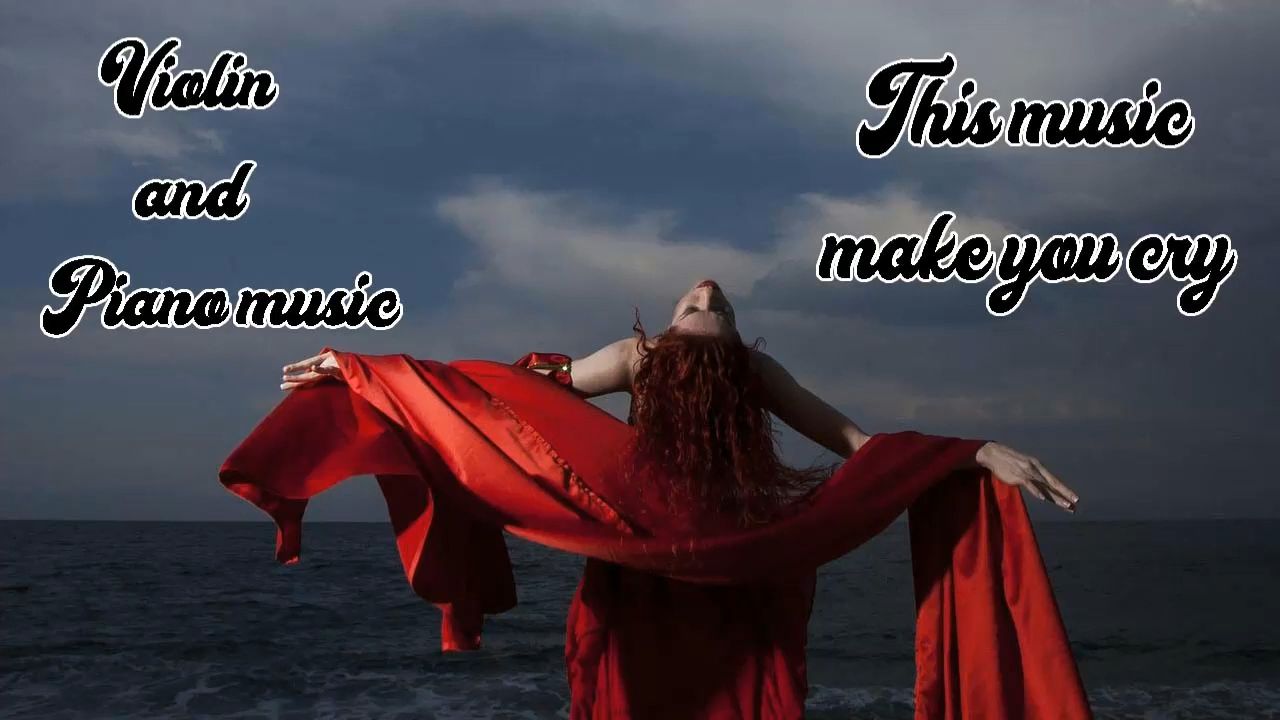 Violin
and
Piano music
This music
make you cry